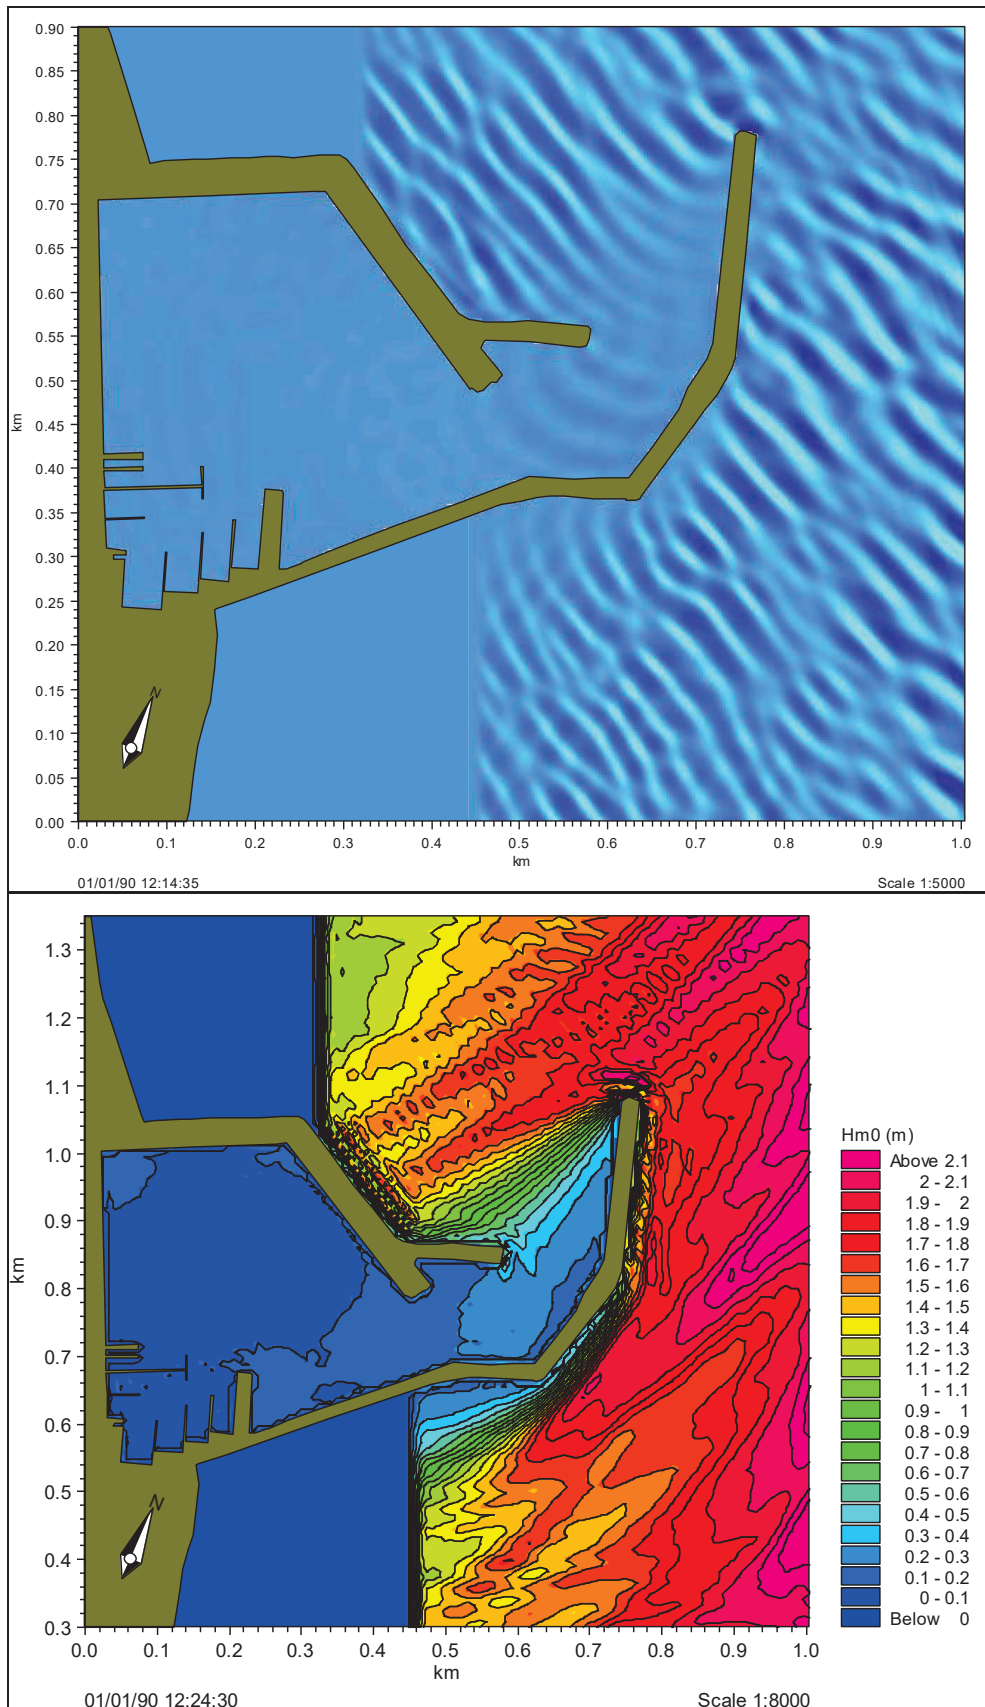 0.90
0.85
0.80
0.75
0.70
0.65
0.60
0.55
0.50
0.45
0.40
0.35
0.30
0.25
0.20
0.15
0.10
0.05
0.00
km
N
0.0 0.1 0.2 0.3 0.4 0.5 0.6 0.7 0.8 0.9 1.0
km
01/01/90 12:14:35 Scale 1:5000
1.3
1.2
1.1
1.0
0.9
0.8
0.7
0.6
0.5
0.4
0.3
km
N
0.0 0.1 0.2 0.3 0.4 0.5 0.6 0.7 0.8 0.9 1.0
km
01/01/90 12:24:30 Scale 1:8000
Hm0 (m)
Above 2.1
2 - 2.1
1.9 - 2
1.8 - 1.9
1.7 - 1.8
1.6 - 1.7
1.5 - 1.6
1.4 - 1.5
1.3 - 1.4
1.2 - 1.3
1.1 - 1.2
1 - 1.1
0.9 - 1
0.8 - 0.9
0.7 - 0.8
0.6 - 0.7
0.5 - 0.6
0.4 - 0.5
0.3 - 0.4
0.2 - 0.3
0.1 - 0.2
0 - 0.1
Below 0